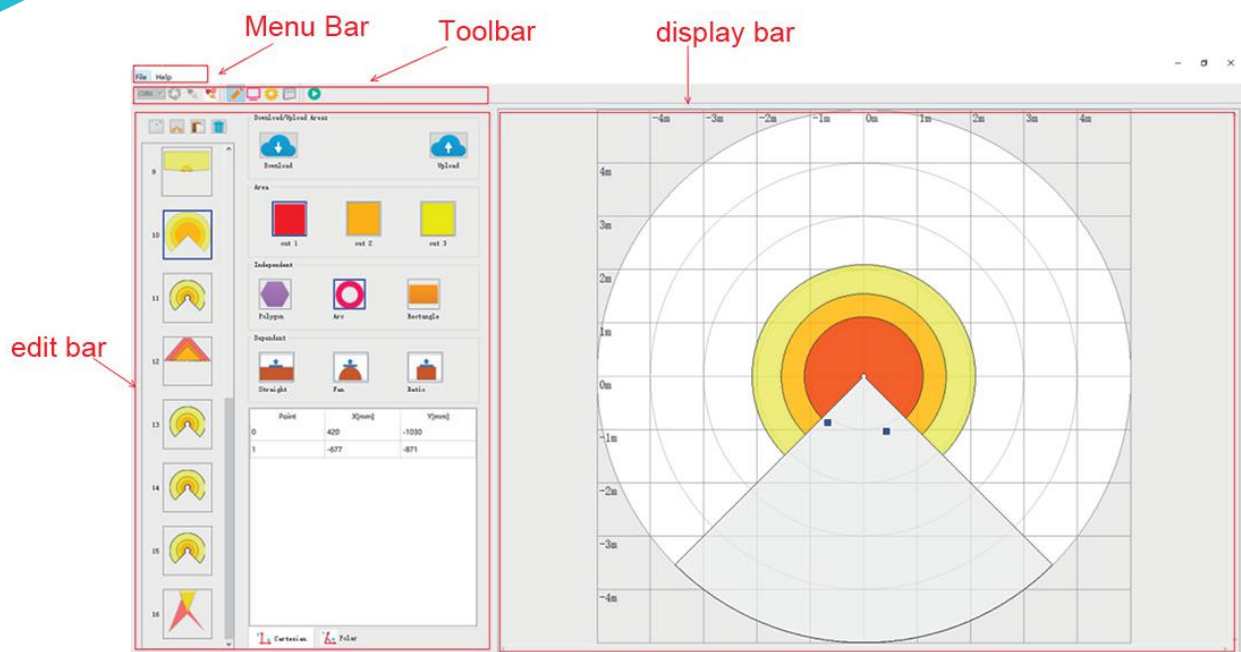 Menu Bar
Toolbar
display bar
File Help
Download/Upload Areas
Download
Upload
Area
out 1
out 2
out 3
Independent
Polygon
Arc
Rectangle
Dependent
Straight
Fan
Ratio
Point X[mm] Y[mm]
0 420 -1030
1 -677 -871
Cartesian
Polar
edit bar
9
10
11
12
13
14
15
16
-4m -3m -2m -1m 0m 1m 2m 3m 4m
4m
3m
2m
1m
0m
-1m
-2m
-3m
-4m